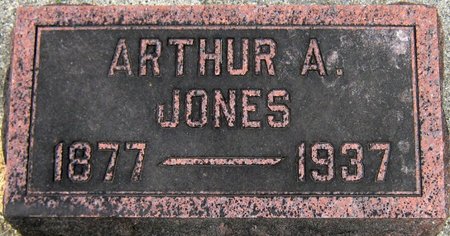 ARTHUR A.
JONES
1877 — 1937